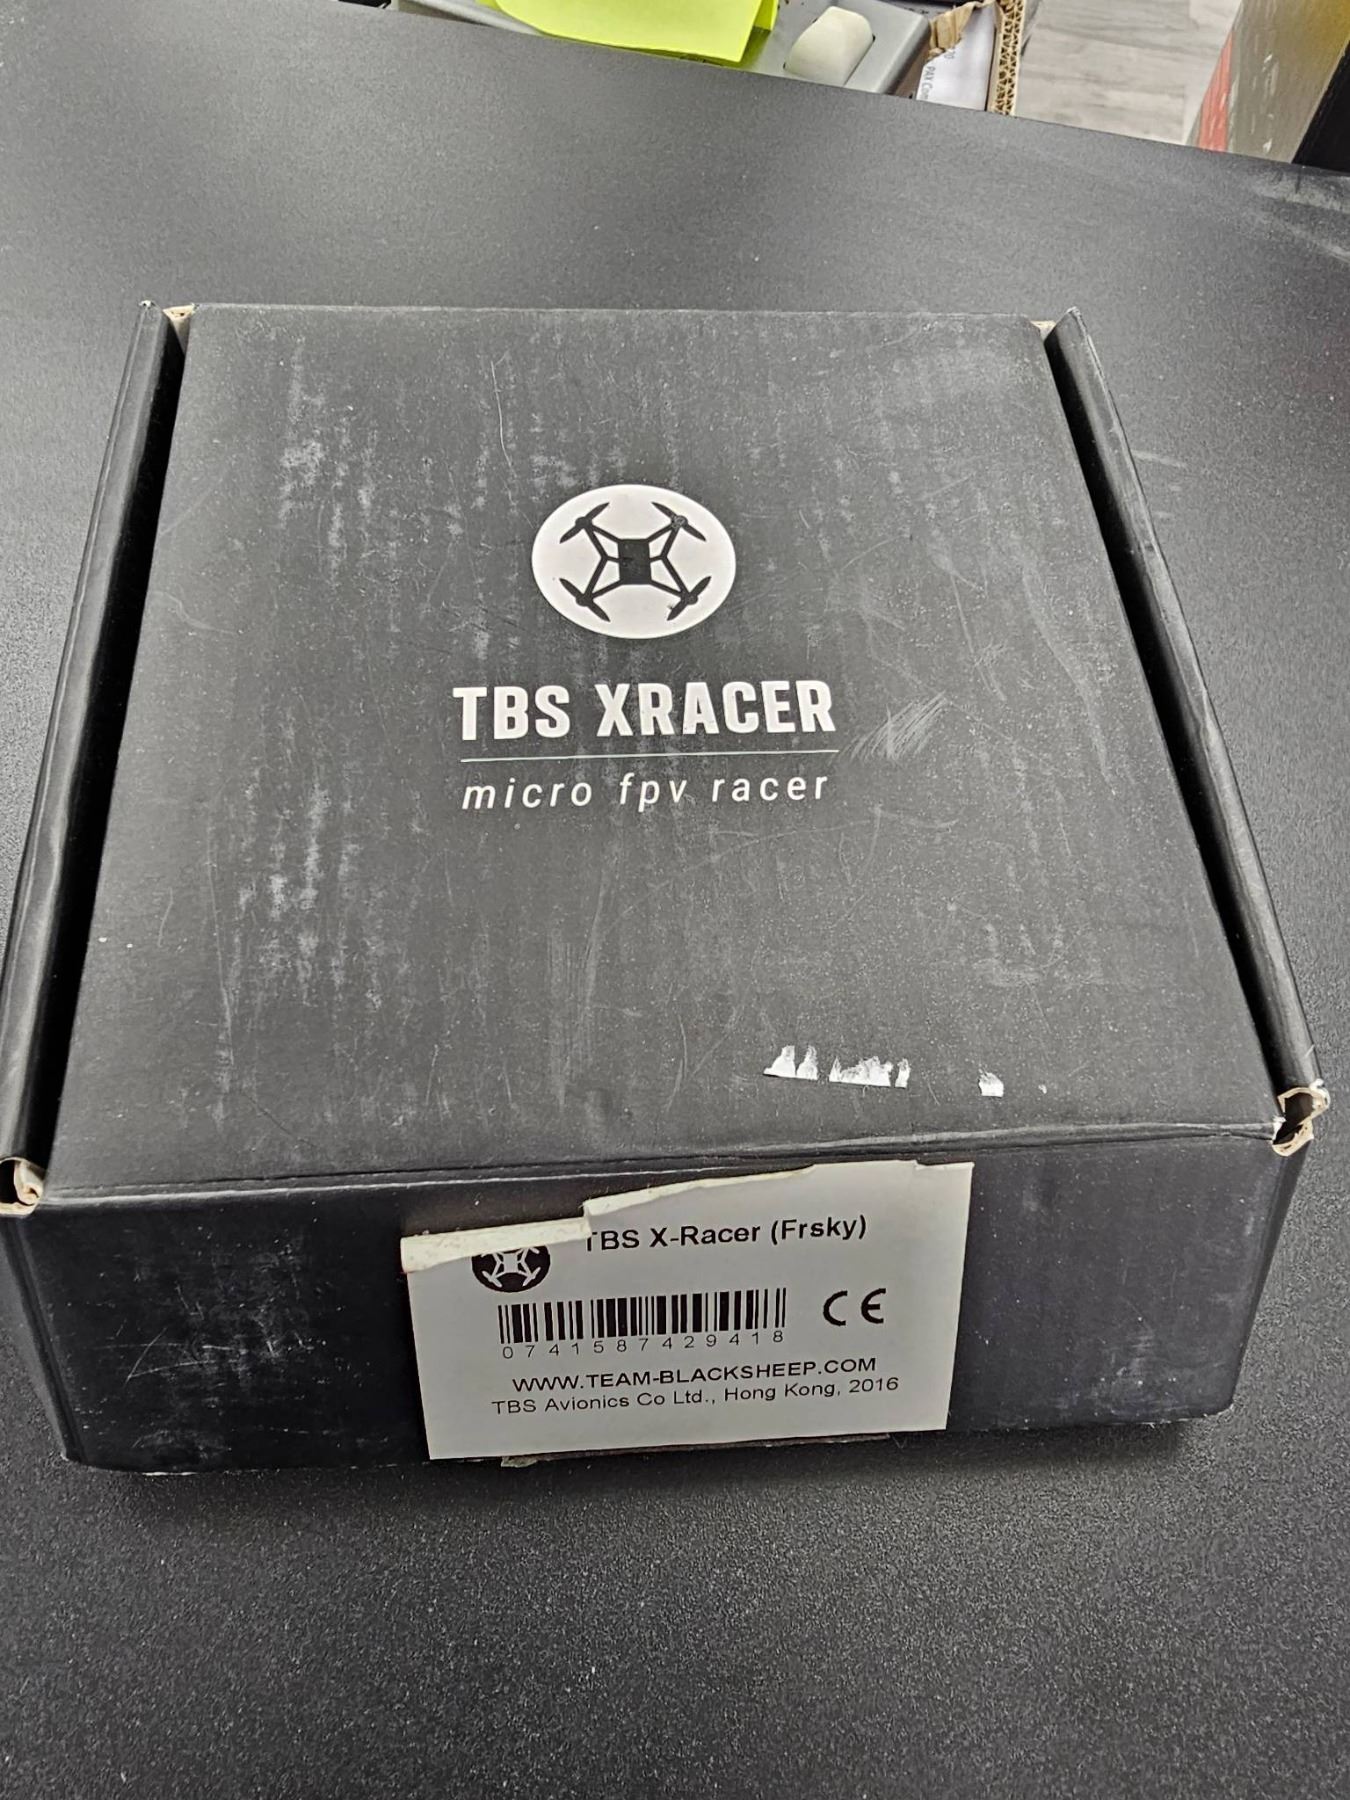 TBS XRACER
micro fpv racer
TBS X-Racer (Frsky)
CE
0741587429418
WWW.TEAM-BLACKSHEEP.COM
TBS Avionics Co Ltd., Hong Kong, 2016